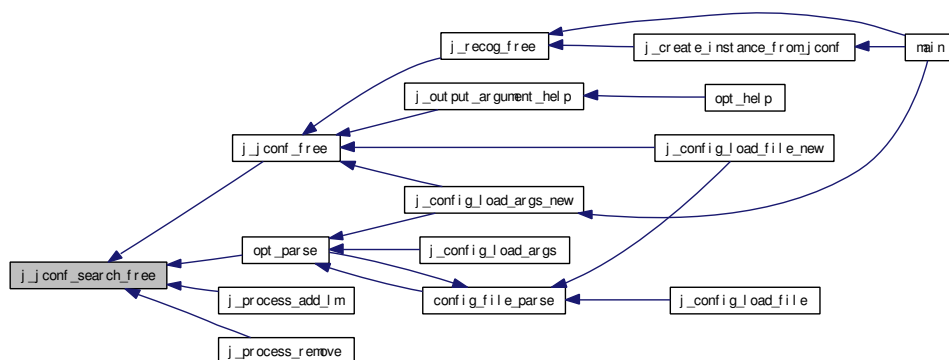 j_recog_free
j_create_instance_from_jconf
main
j_output_argument_help
opt_help
j_jconf_free
j_config_load_file_new
j_config_load_args_new
opt_parse
j_config_load_args
j_jconf_search_free
j_process_add_lm
config_file_parse
j_config_load_file
j_process_remove